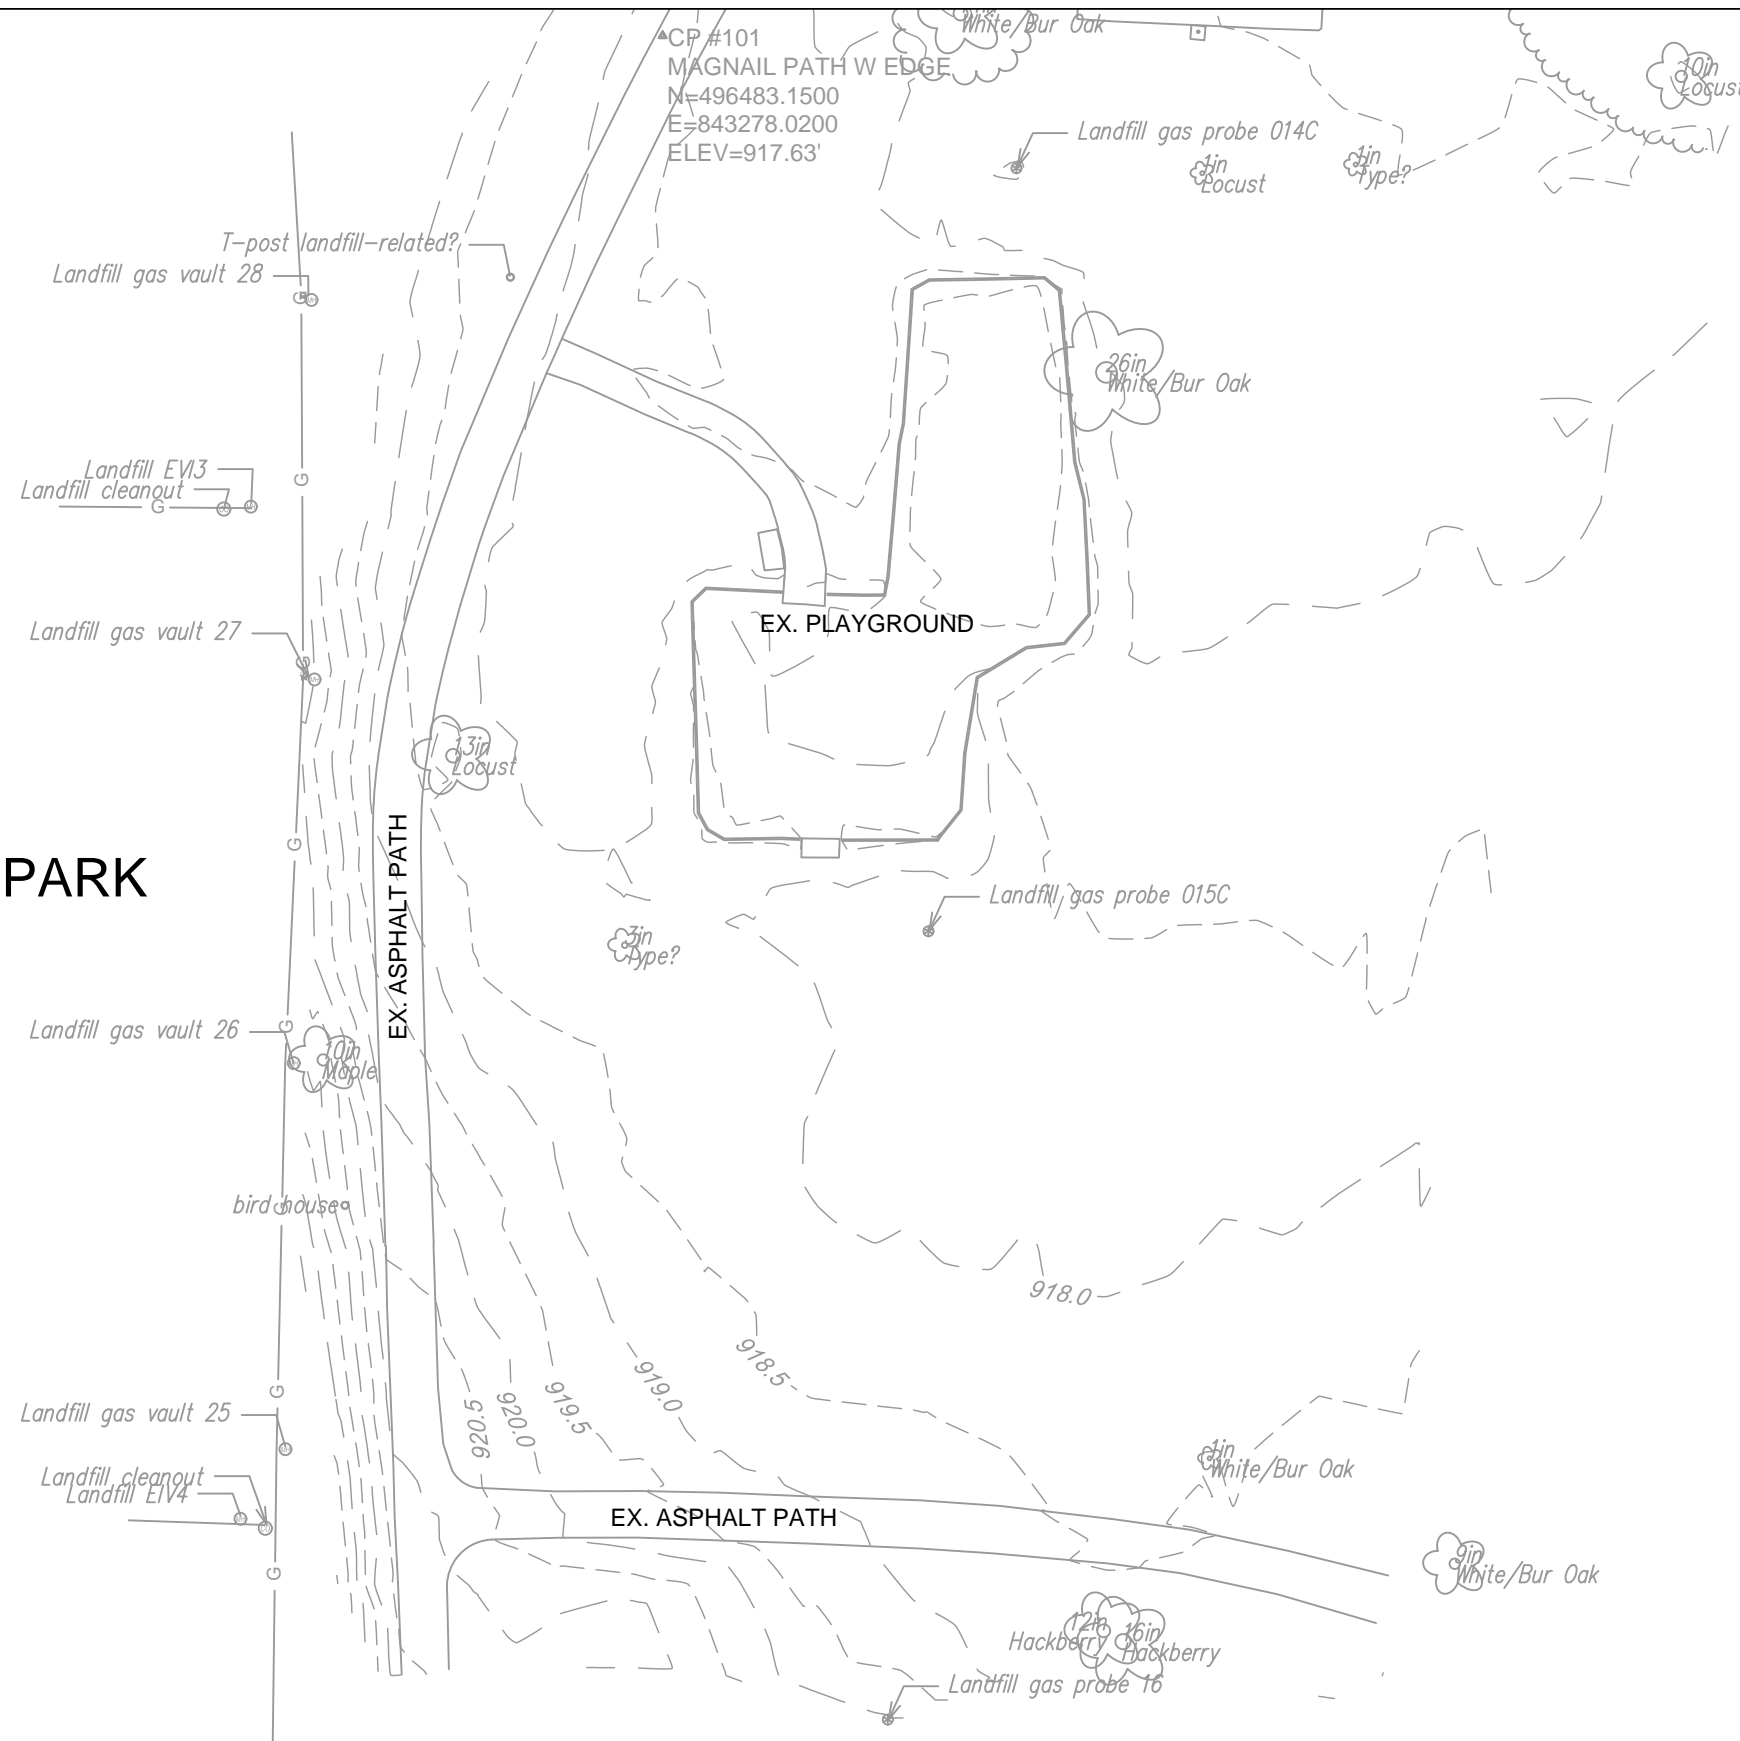 White/Bur Oak
CP #101
MAGNAIL PATH W EDGE
N=496483.1500
E=843278.0200
ELEV=917.63'
10in
Locust
Landfill gas probe 014C
1in
Locust
1in
Type?
T-post landfill-related?
Landfill gas vault 28
G
26in
White/Bur Oak
Landfill EVI3
Landfill cleanout
G
G
EX. PLAYGROUND
Landfill gas vault 27
G
13in
Locust
G
PARK
EX. ASPHALT PATH
Landfill gas probe 015C
3in
Type?
Landfill gas vault 26
G
10in
Maple
bird house
G
918.0
918.5
919.0
919.5
920.0
920.5
G
Landfill gas vault 25
1in
White/Bur Oak
Landfill cleanout
Landfill EIV4
EX. ASPHALT PATH
G
9in
White/Bur Oak
12in
Hackberry
16in
Hackberry
Landfill gas probe 16